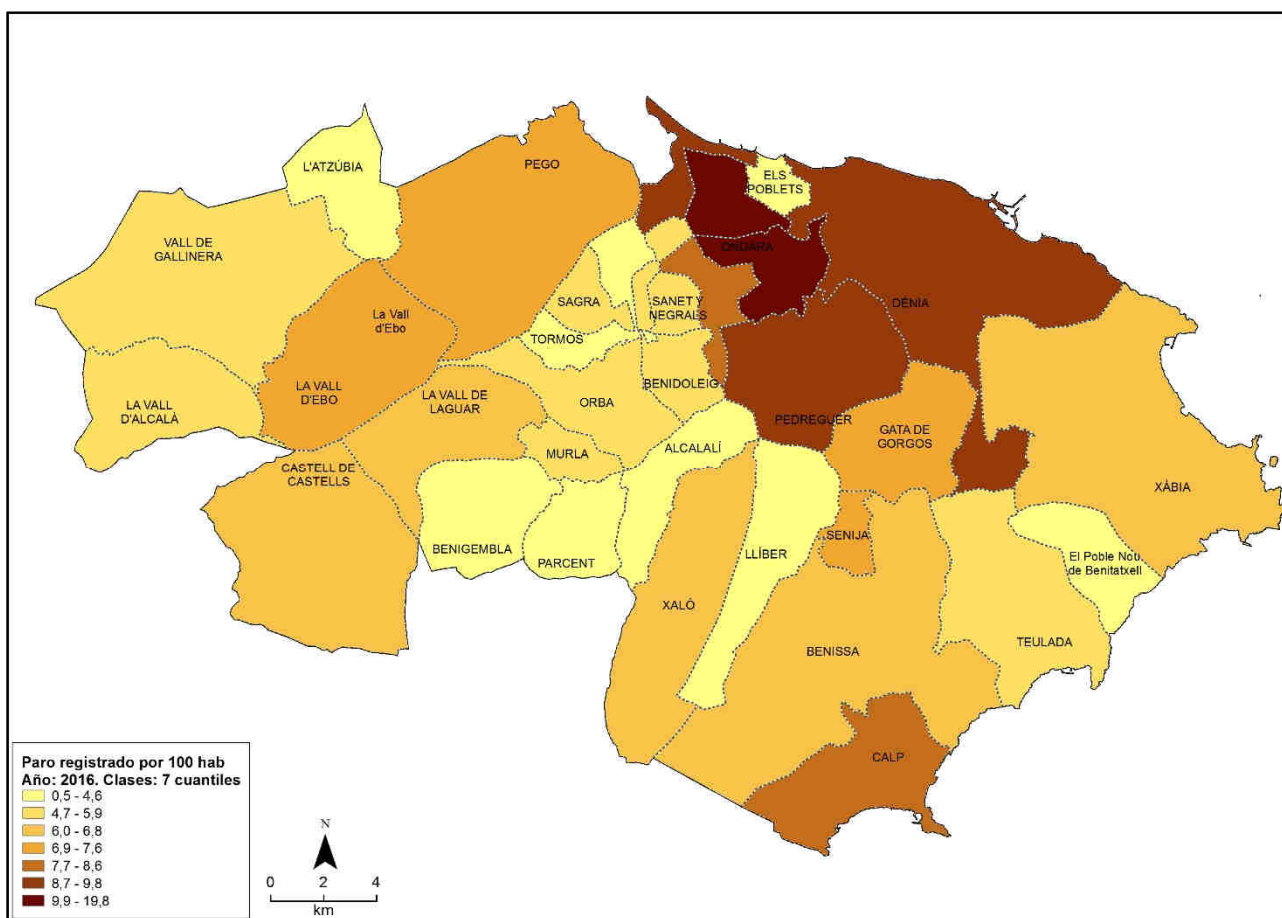 L'ATZÚBIA
PEGO
ELS
POBLETS
VALL DE
GALLINERA
ONDARA
La Vall
d'Ebo
SAGRA
SANET Y
NEGRALS
DÉNIA
TORMOS
LA VALL
D'EBO
LA VALL DE
LAGUAR
BENIDOLEIG
LA VALL
D'ALCALÀ
ORBA
PEDREGUER
GATA DE
GORGOS
ALCALALÍ
MURLA
CASTELL DE
CASTELLS
XÀBIA
BENIGEMBLA
PARCENT
LLÍBER
SENIJA
El Poble Nou
de Benitatxell
XALÓ
BENISSA
TEULADA
CALP
Paro registrado por 100 hab
Año: 2016. Clases: 7 cuantiles
0,5 - 4,6
4,7 - 5,9
6,0 - 6,8
6,9 - 7,6
7,7 - 8,6
8,7 - 9,8
9,9 - 19,8
N
0 2 4
km